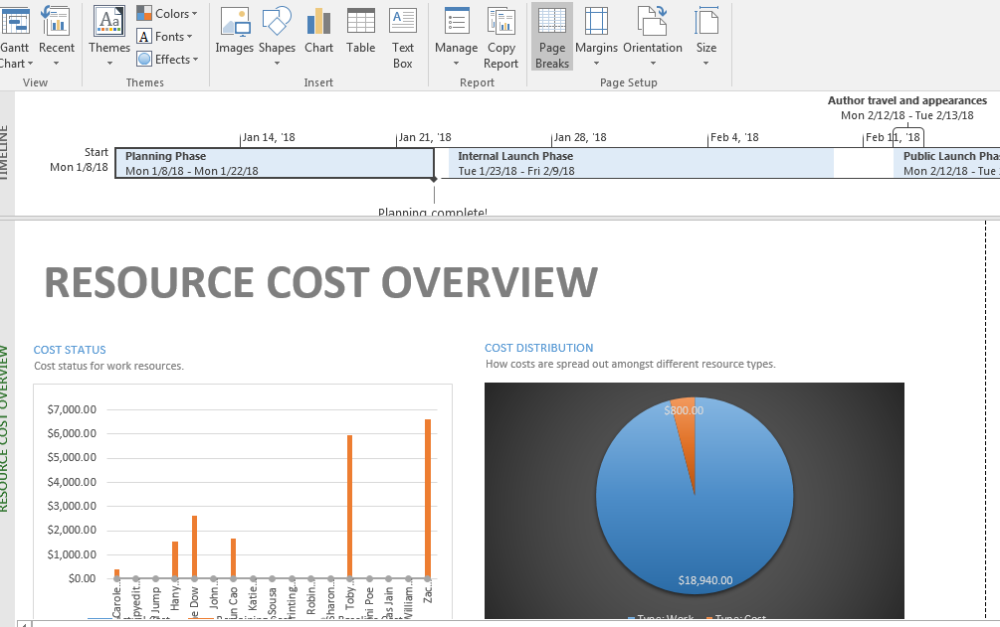 Gantt Chart
Recent
View
Themes
Colors
Fonts
Effects
Themes
Images
Shapes
Chart
Table
Text Box
Insert
Manage
Copy Report
Report
Page Breaks
Margins
Orientation
Size
Page Setup
TIMELINE
Author travel and appearances
Mon 2/12/18 - Tue 2/13/18
Jan 14, '18
Jan 21, '18
Jan 28, '18
Feb 4, '18
Feb 11, '18
Start
Mon 1/8/18
Planning Phase
Mon 1/8/18 - Mon 1/22/18
Internal Launch Phase
Tue 1/23/18 - Fri 2/9/18
Public Launch Pha
Mon 2/12/18 - Tue
Planning complete!
RESOURCE COST OVERVIEW
RESOURCE COST OVERVIEW
COST STATUS
Cost status for work resources.
$7,000.00
$6,000.00
$5,000.00
$4,000.00
$3,000.00
$2,000.00
$1,000.00
$0.00
Carole...
pyedit...
Jump
Hany...
e Dow
John...
un Cao
Katie...
Sousa
rinting...
Robin...
Sharon...
Toby...
ni Poe
as Jain
William...
Zac...
COST DISTRIBUTION
How costs are spread out amongst different resource types.
$800.00
$18,940.00
Type: Work
Type: Cost